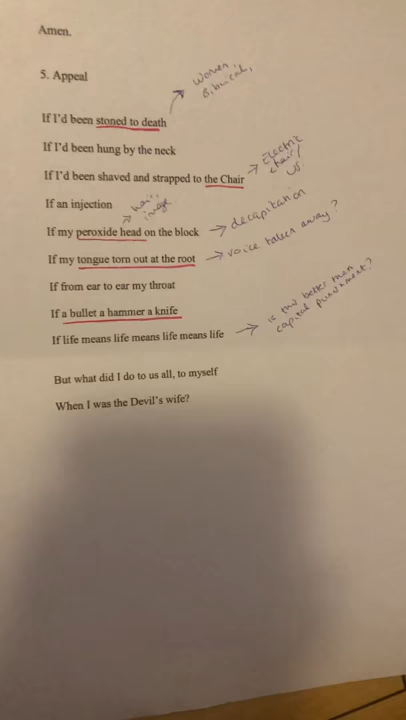 Amen.
5. Appeal
Women,
Biblical,
If I'd been stoned to death
If I'd been hung by the neck
If I'd been shaved and strapped to the Chair
Electric
chair/
US.
If an injection
hair,
image
If my peroxide head on the block
decapitation
If my tongue torn out at the root
voice taken away?
If from ear to ear my throat
If a bullet a hammer a knife
If life means life means life means life
is this better than
capital punishment?
But what did I do to us all, to myself
When I was the Devil's wife?